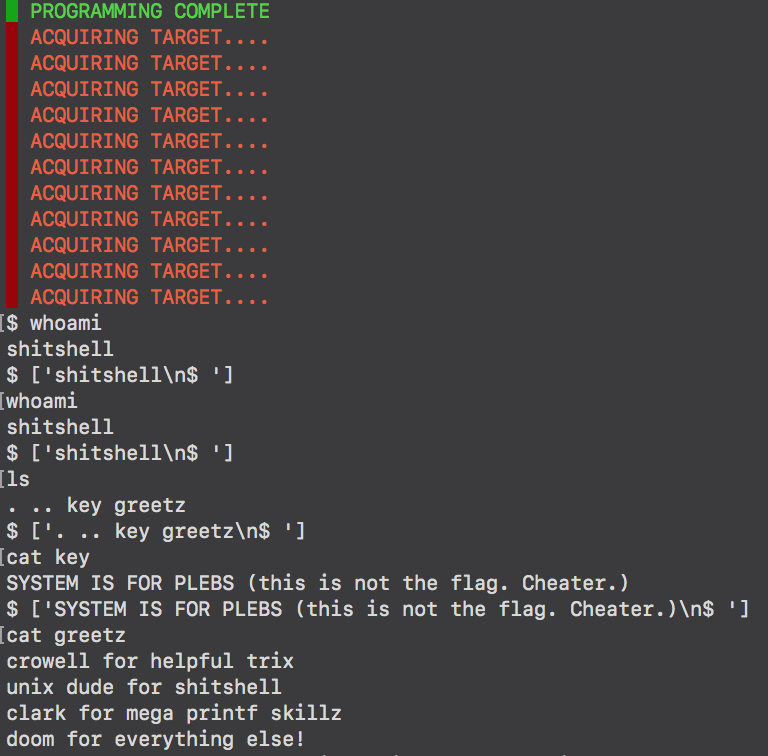 PROGRAMMING COMPLETE
ACQUIRING TARGET....
ACQUIRING TARGET....
ACQUIRING TARGET....
ACQUIRING TARGET....
ACQUIRING TARGET....
ACQUIRING TARGET....
ACQUIRING TARGET....
ACQUIRING TARGET....
ACQUIRING TARGET....
ACQUIRING TARGET....
ACQUIRING TARGET....
[$ whoami
shitshell
$ ['shitshell\n$ ']
[whoami
shitshell
$ ['shitshell\n$ ']
[ls
. .. key greetz
$ ['. .. key greetz\n$ ']
[cat key
SYSTEM IS FOR PLEBS (this is not the flag. Cheater.)
$ ['SYSTEM IS FOR PLEBS (this is not the flag. Cheater.)\n$ ']
[cat greetz
crowell for helpful trix
unix dude for shitshell
clark for mega printf skillz
doom for everything else!